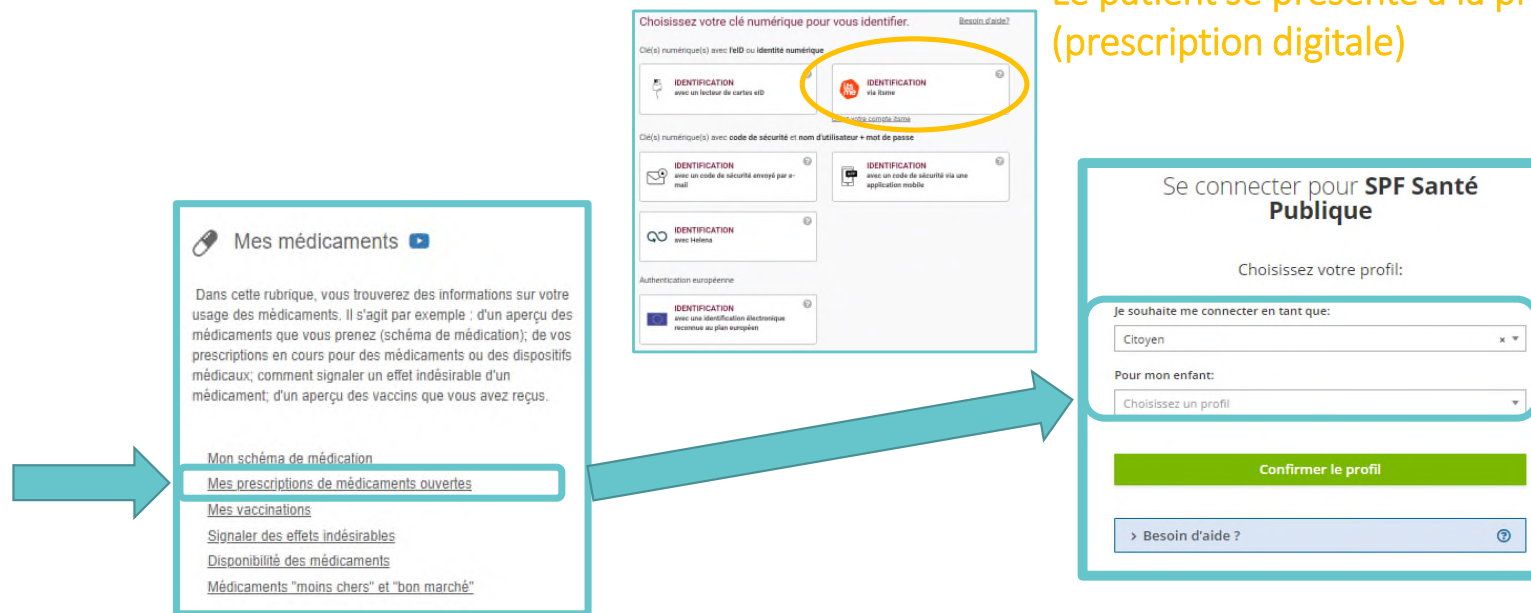 Le patient se présente à la
(prescription digitale)
Choisissez votre clé numérique pour vous identifier.
Besoin d'aide?
Clé(s) numérique(s) avec l'eID ou identité numérique
IDENTIFICATION
avec un lecteur de cartes eID
IDENTIFICATION
via itsme
votre compte itsme
Clé(s) numérique(s) avec code de sécurité et nom d'utilisateur + mot de passe
IDENTIFICATION
avec un code de sécurité envoyé par e-
mail
IDENTIFICATION
avec un code de sécurité via une
application mobile
IDENTIFICATION
avec Helena
Authentication européenne
IDENTIFICATION
avec une identification électronique
reconnue au plan européen
Mes médicaments
Dans cette rubrique, vous trouverez des informations sur votre
usage des médicaments. Il s'agit par exemple : d'un aperçu des
médicaments que vous prenez (schéma de médication); de vos
prescriptions en cours pour des médicaments ou des dispositifs
médicaux; comment signaler un effet indésirable d'un
médicament; d'un aperçu des vaccins que vous avez reçus.
Mon schéma de médication
Mes prescriptions de médicaments ouvertes
Mes vaccinations
Signaler des effets indésirables
Disponibilité des médicaments
Médicaments "moins chers" et "bon marché"
Se connecter pour SPF Santé
Publique
Choisissez votre profil:
Je souhaite me connecter en tant que:
Citoyen
Pour mon enfant:
Choisissez un profil
Confirmer le profil
> Besoin d'aide ?